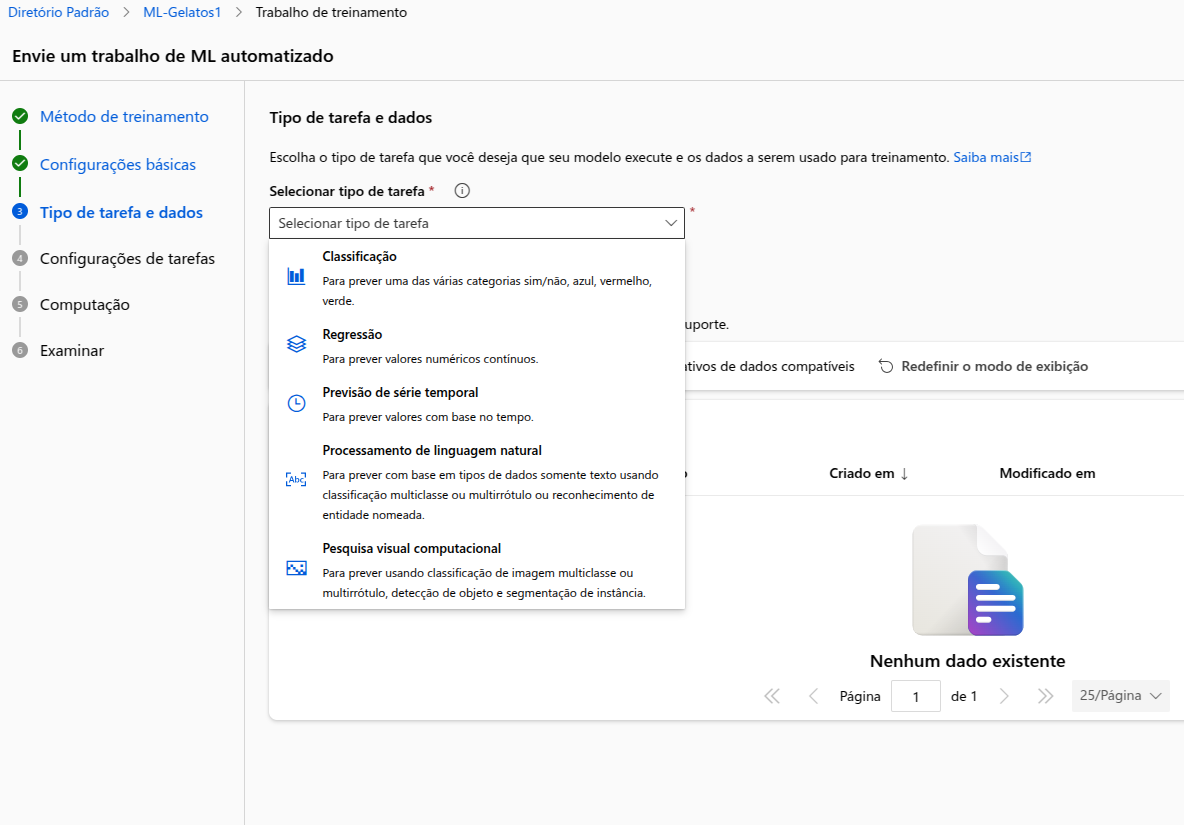 Diretório Padrão > ML-Gelatos1 > Trabalho de treinamento
Envie um trabalho de ML automatizado
Método de treinamento
Configurações básicas
3 Tipo de tarefa e dados
4 Configurações de tarefas
5 Computação
6 Examinar
Tipo de tarefa e dados
Escolha o tipo de tarefa que você deseja que seu modelo execute e os dados a serem usado para treinamento. Saiba mais
Selecionar tipo de tarefa *
Selecionar tipo de tarefa *
Classificação
Para prever uma das várias categorias sim/não, azul, vermelho,
verde.
Regressão
Para prever valores numéricos contínuos.
Previsão de série temporal
Para prever valores com base no tempo.
Processamento de linguagem natural
Abc
Para prever com base em tipos de dados somente texto usando
classificação multiclasse ou multirrótulo ou reconhecimento de
entidade nomeada.
Pesquisa visual computacional
Para prever usando classificação de imagem multiclasse ou
multirrótulo, detecção de objeto e segmentação de instância.
uporte.
tivos de dados compatíveis
Redefinir o modo de exibição
Criado em ↓
Modificado em
Nenhum dado existente
Página 1 de 1
25/Página